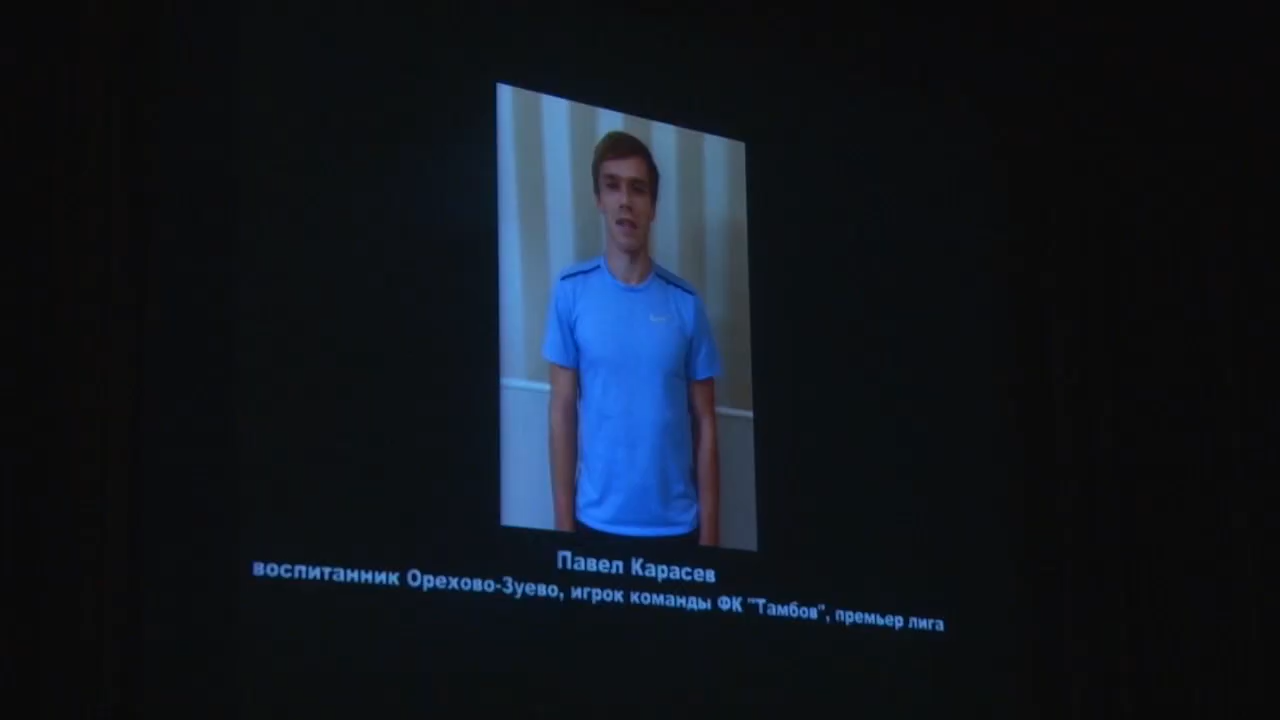 Павел Карасев
воспитанник Орехово-Зуево, игрок команды ФК "Тамбов", премьер лига